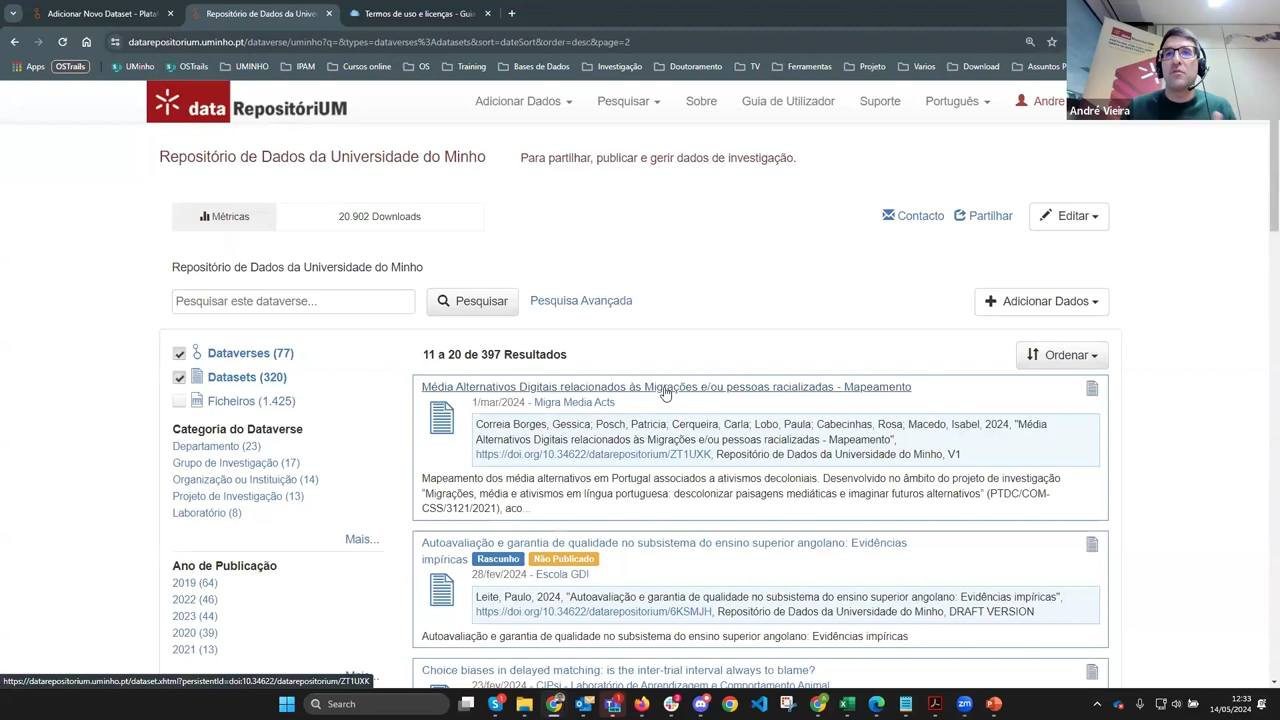 Adicionar Novo Dataset - Plat
Repositório de Dados da Unive
Termos de uso e licenças - Gui
datarepositorium.uminho.pt/dataverse/uminho?q=&types=dataverses%3Adatasets&sort=dateSort&order=desc&page=2
Apps
OSTrails
UMinho
OSTrails
UMINHO
IPAM
Cursos online
OS
Trabalho
Bases de Dados
Investigação
Doutoramento
TV
Ferramentas
Projeto
Varios
Download
Assuntos P
André Vieira
data RepositóriUM
Adicionar Dados
Pesquisar
Sobre
Guia de Utilizador
Suporte
Português
Andre
Repositório de Dados da Universidade do Minho
Para partilhar, publicar e gerir dados de investigação.
Métricas
20.902 Downloads
Contacto
Partilhar
Editar
Repositório de Dados da Universidade do Minho
Pesquisar este dataverse...
Pesquisar
Pesquisa Avançada
Adicionar Dados
Dataverses (77)
Datasets (320)
Ficheiros (1.425)
Categoria do Dataverse
Departamento (23)
Grupo de Investigação (17)
Organização ou Instituição (14)
Projeto de Investigação (13)
Laboratório (8)
Mais...
Ano de Publicação
2019 (64)
2022 (46)
2023 (44)
2020 (39)
2021 (13)
11 a 20 de 397 Resultados
Ordenar
Média Alternativos Digitais relacionados às Migrações e/ou pessoas racializadas - Mapeamento
1/mar/2024 - Migra Media Acts
Correia Borges, Gessica; Posch, Patricia; Cerqueira, Carla; Lobo, Paula; Cabecinhas, Rosa; Macedo, Isabel, 2024, "Média
Alternativos Digitais relacionados às Migrações e/ou pessoas racializadas - Mapeamento",
https://doi.org/10.34622/datarepositorium/ZT1UXK, Repositório de Dados da Universidade do Minho, V1
Mapeamento dos média alternativos em Portugal associados a ativismos decoloniais. Desenvolvido no âmbito do projeto de investigação
"Migrações, média e ativismos em língua portuguesa: descolonizar paisagens mediáticas e imaginar futuros alternativos" (PTDC/COM-
CSS/3121/2021), aco...
Autoavaliação e garantia de qualidade no subsistema do ensino superior angolano: Evidências
impíricas Rascunho Não Publicado
28/fev/2024 - Escola GDI
Leite, Paulo, 2024, "Autoavaliação e garantia de qualidade no subsistema do ensino superior angolano: Evidências impíricas",
https://doi.org/10.34622/datarepositorium/6KSMJH, Repositório de Dados da Universidade do Minho, DRAFT VERSION
Autoavaliação e garantia de qualidade no subsistema do ensino superior angolano: Evidências impíricas
Choice biases in delayed matching: is the inter-trial interval always to blame?
23/fev/2024 - CIPsi - Laboratório de Aprendizagem e Comportamento Animal
https://datarepositorium.uminho.pt/dataset.xhtml?persistentId=doi:10.34622/datarepositorium/ZT1UXK
Search
12:33
14/05/2024